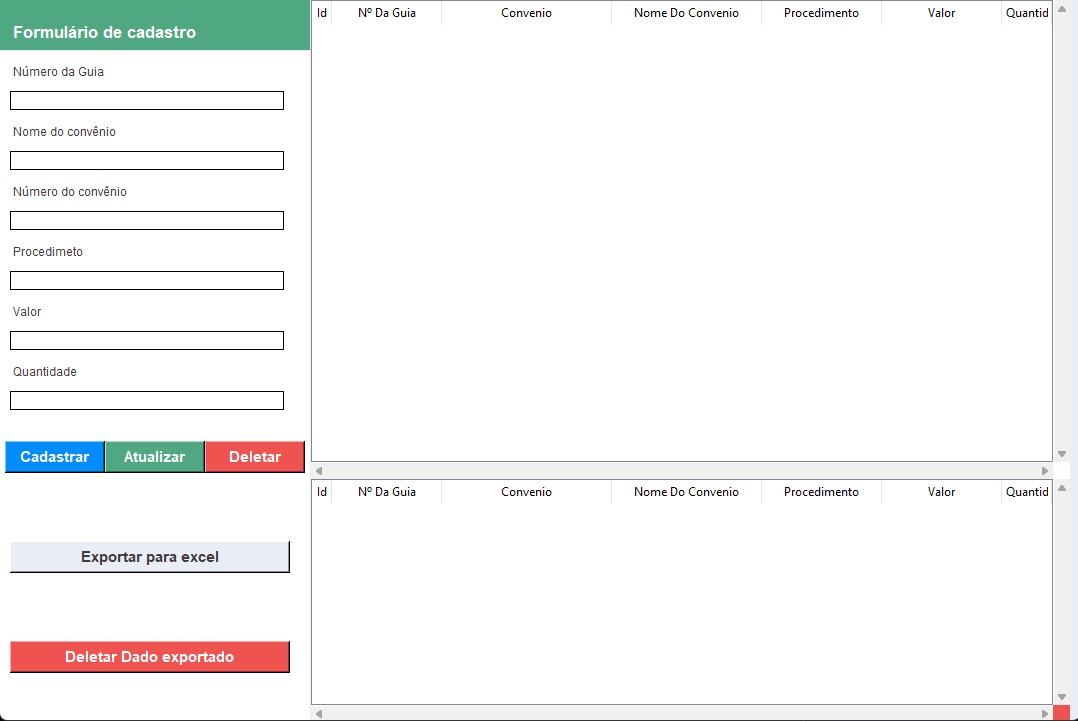 Formulário de cadastro
Número da Guia
Nome do convênio
Número do convênio
Procedimeto
Valor
Quantidade
Cadastrar Atualizar Deletar
Exportar para excel
Deletar Dado exportado
Id Nº Da Guia Convenio Nome Do Convenio Procedimento Valor Quantid
Id Nº Da Guia Convenio Nome Do Convenio Procedimento Valor Quantid